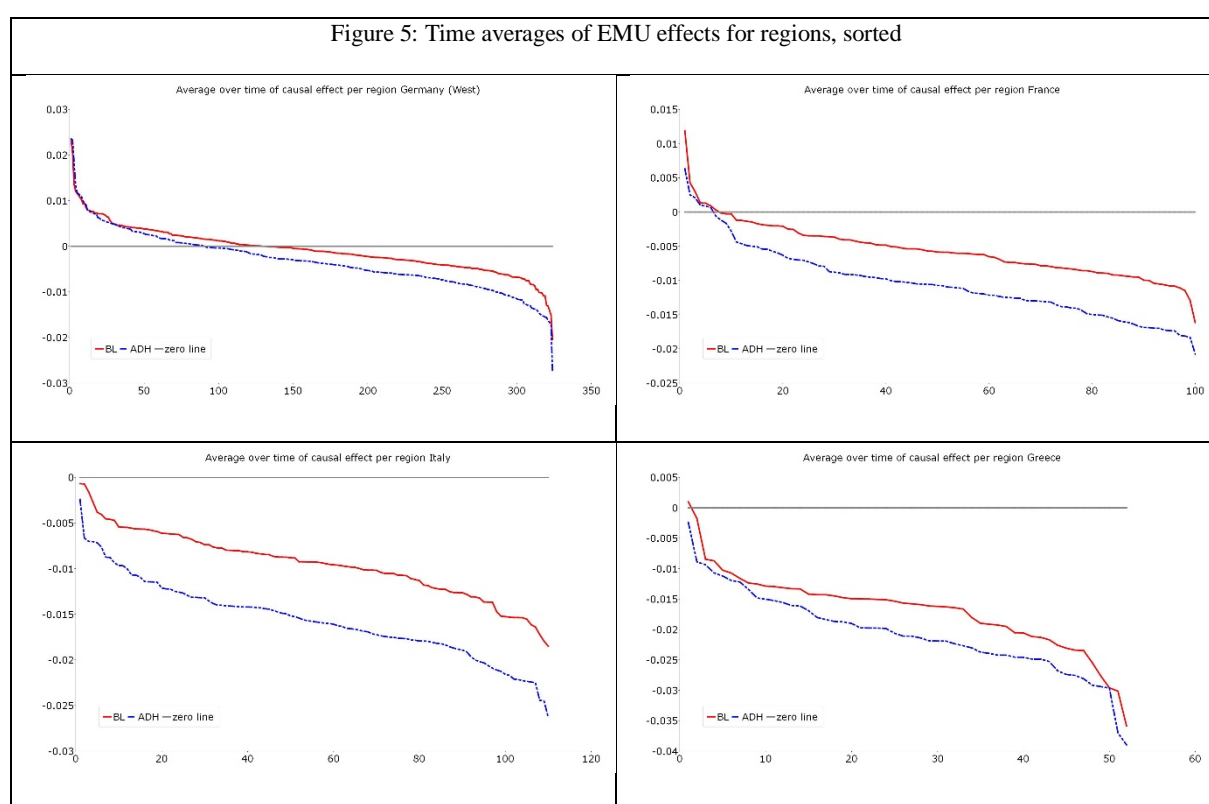 Figure 5: Time averages of EMU effects for regions, sorted
Average over time of causal effect per region Germany (West)
0.03
0.02
0.01
0
-0.01
-0.02
-0.03
BL ADH zero line
0 50 100 150 200 250 300 350
Average over time of causal effect per region France
0.015
0.01
0.005
0
-0.005
-0.01
-0.015
-0.02
-0.025
BL ADH zero line
0 20 40 60 80 100
Average over time of causal effect per region Italy
0
-0.005
-0.01
-0.015
-0.02
-0.025
-0.03
BL ADH zero line
0 20 40 60 80 100 120
Average over time of causal effect per region Greece
0.005
0
-0.005
-0.01
-0.015
-0.02
-0.025
-0.03
-0.035
-0.04
BL ADH zero line
0 10 20 30 40 50 60